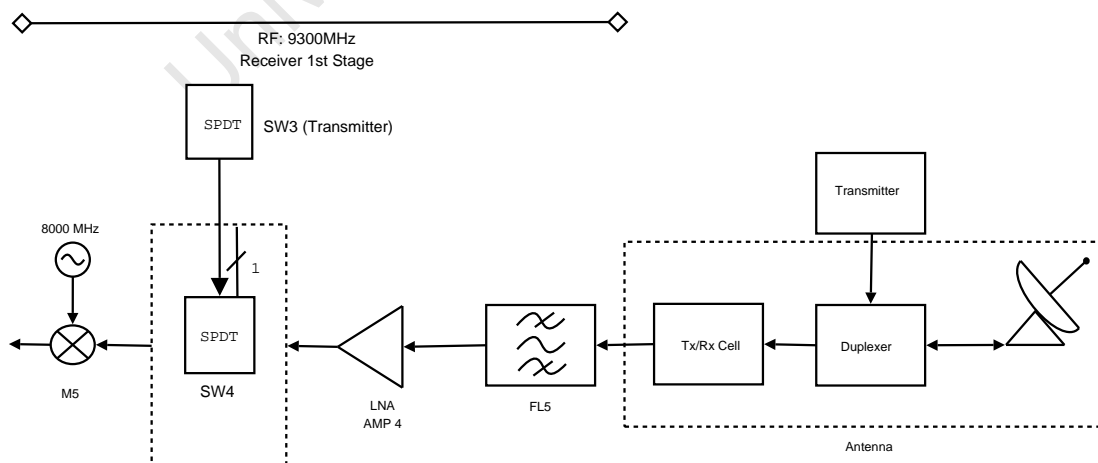 RF: 9300MHz
Receiver 1st Stage
SPDT
SW3 (Transmitter)
Transmitter
8000 MHz
1
SPDT
Tx/Rx Cell
Duplexer
SW4
M5
LNA
AMP 4
FL5
Antenna